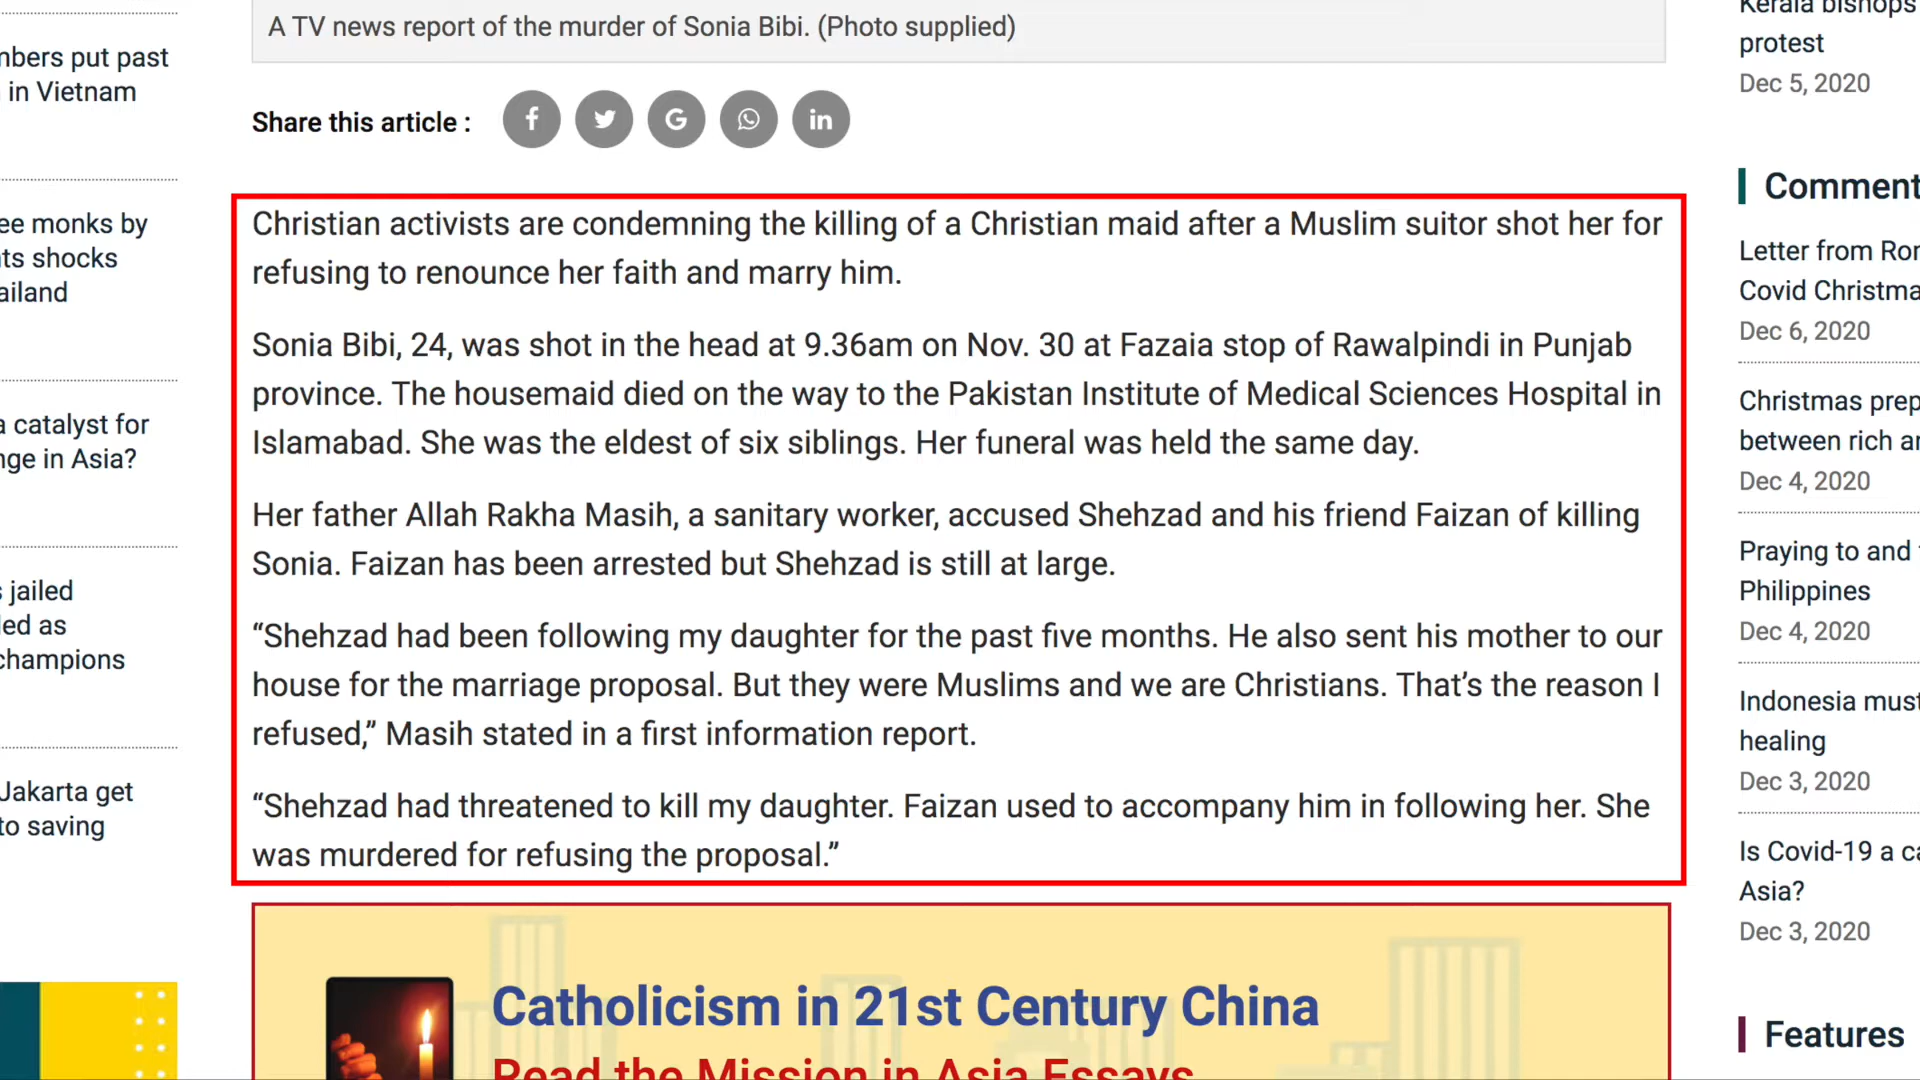 A TV news report of the murder of Sonia Bibi. (Photo supplied)
Share this article :
Christian activists are condemning the killing of a Christian maid after a Muslim suitor shot her for
refusing to renounce her faith and marry him.
Sonia Bibi, 24, was shot in the head at 9.36am on Nov. 30 at Fazaia stop of Rawalpindi in Punjab
province. The housemaid died on the way to the Pakistan Institute of Medical Sciences Hospital in
Islamabad. She was the eldest of six siblings. Her funeral was held the same day.
Her father Allah Rakha Masih, a sanitary worker, accused Shehzad and his friend Faizan of killing
Sonia. Faizan has been arrested but Shehzad is still at large.
“Shehzad had been following my daughter for the past five months. He also sent his mother to our
house for the marriage proposal. But they were Muslims and we are Christians. That’s the reason I
refused,” Masih stated in a first information report.
“Shehzad had threatened to kill my daughter. Faizan used to accompany him in following her. She
was murdered for refusing the proposal.”
Catholicism in 21st Century China
Read the Mission in Asia Essays
put past
in Vietnam
monks by
shocks
catalyst for
in Asia?
jailed
as
champions
Jakarta get
to saving
Kerala bishops
protest
Dec 5, 2020
Comment
Letter from
Covid
Dec 6, 2020
Christmas
between rich
Dec 4, 2020
Praying to and
Philippines
Dec 4, 2020
Indonesia must
healing
Dec 3, 2020
Is Covid-19 a
Asia?
Dec 3, 2020
Features